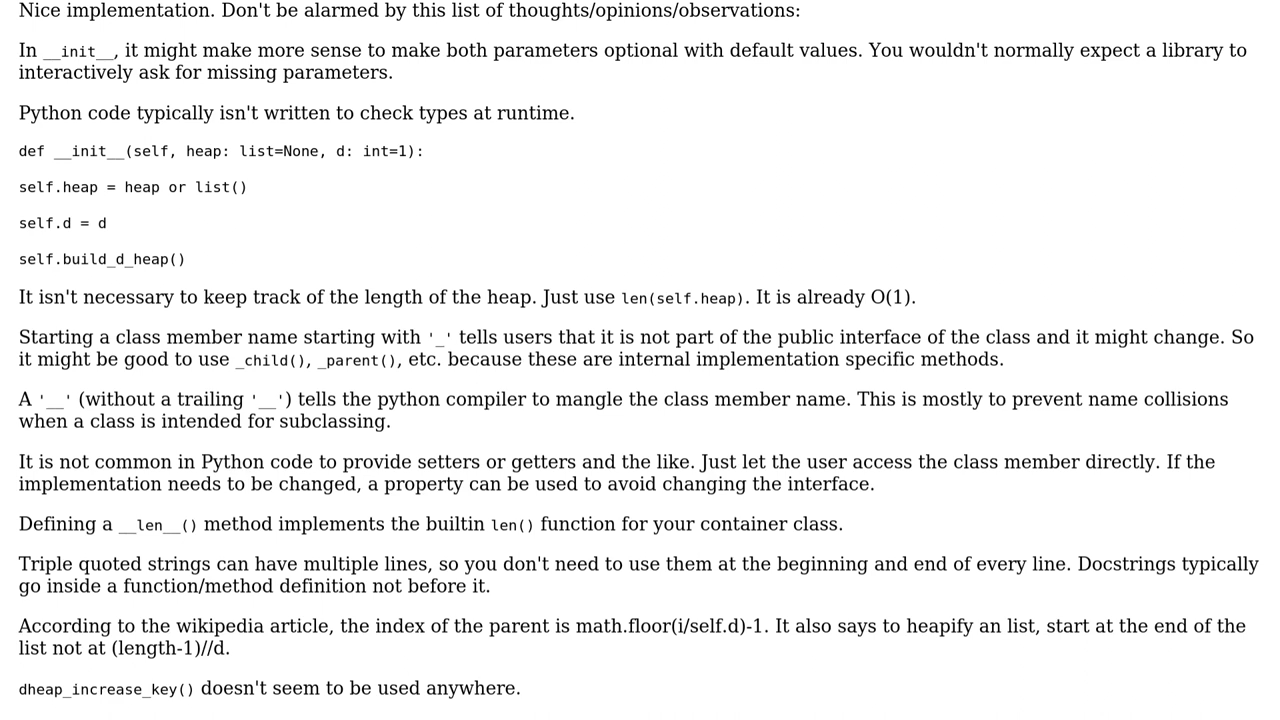 Nice implementation. Don't be alarmed by this list of thoughts/opinions/observations:
In __init__, it might make more sense to make both parameters optional with default values. You wouldn't normally expect a library to
interactively ask for missing parameters.
Python code typically isn't written to check types at runtime.
def __init__(self, heap: list=None, d: int=1):
self.heap = heap or list()
self.d = d
self.build_d_heap()
It isn't necessary to keep track of the length of the heap. Just use len(self.heap). It is already O(1).
Starting a class member name starting with '_' tells users that it is not part of the public interface of the class and it might change. So
it might be good to use _child(), _parent(), etc. because these are internal implementation specific methods.
A '__' (without a trailing '__') tells the python compiler to mangle the class member name. This is mostly to prevent name collisions
when a class is intended for subclassing.
It is not common in Python code to provide setters or getters and the like. Just let the user access the class member directly. If the
implementation needs to be changed, a property can be used to avoid changing the interface.
Defining a __len__() method implements the builtin len() function for your container class.
Triple quoted strings can have multiple lines, so you don't need to use them at the beginning and end of every line. Docstrings typically
go inside a function/method definition not before it.
According to the wikipedia article, the index of the parent is math.floor(i/self.d)-1. It also says to heapify an list, start at the end of the
list not at (length-1)//d.
dheap_increase_key() doesn't seem to be used anywhere.